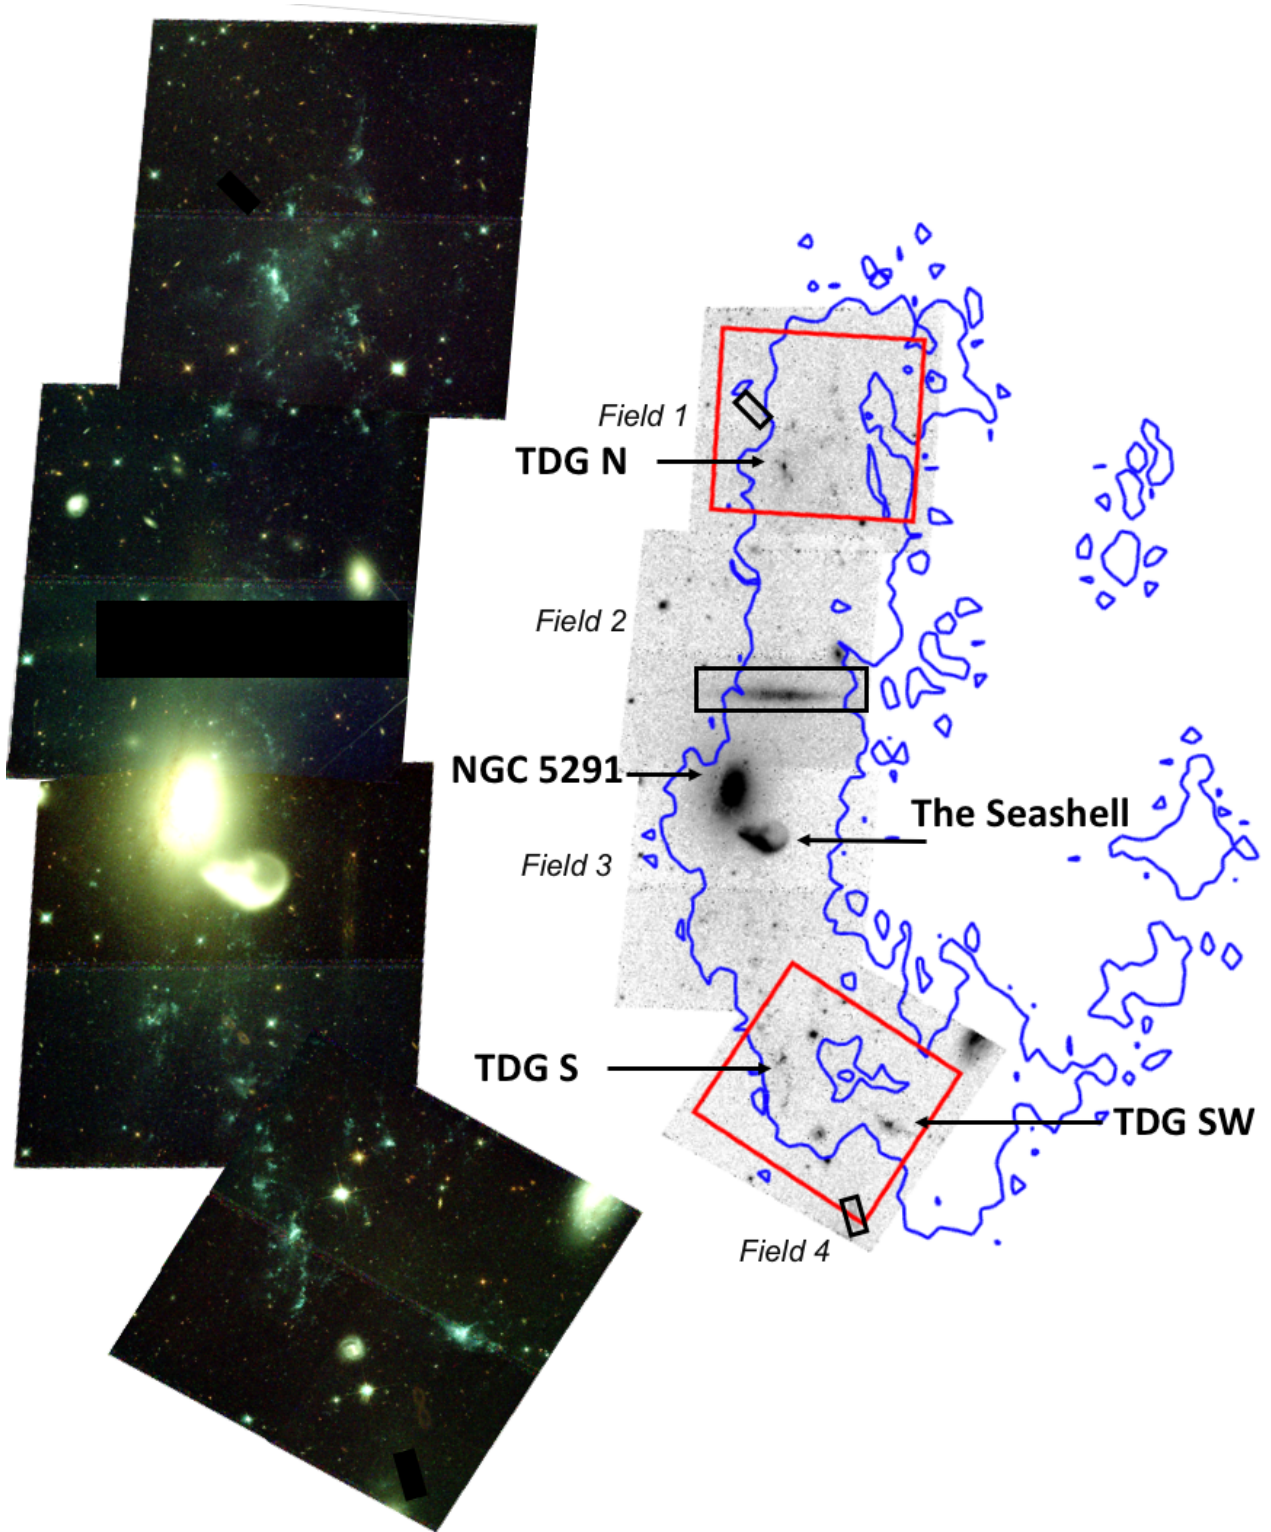 Field 1
TDG N
Field 2
NGC 5291
The Seashell
Field 3
TDG S
TDG SW
Field 4